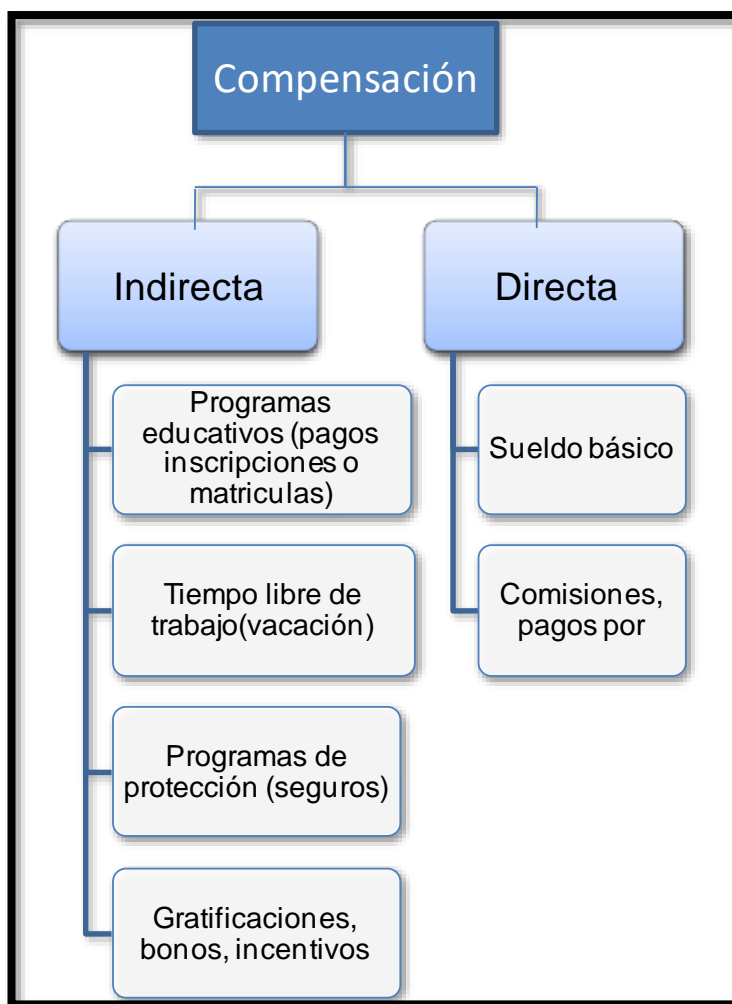 Compensación
Indirecta
Programas
educativos (pagos
inscripciones o
matriculas)
Tiempo libre de
trabajo(vacación)
Programas de
protección (seguros)
Gratificaciones,
bonos, incentivos
Directa
Sueldo básico
Comisiones,
pagos por